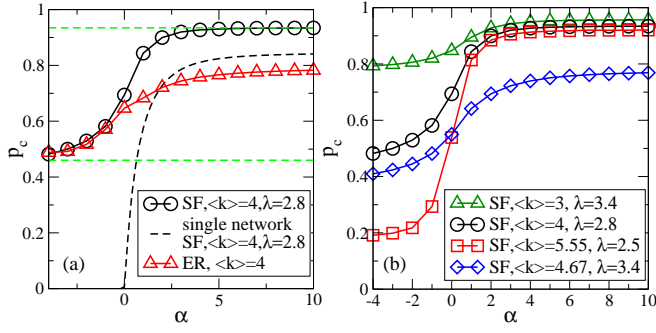 1
0.8
0.6
0.4
0.2
0
p_c
0
5
10
α
(a)
SF,<k>=4,λ=2.8
single network
SF,<k>=4,λ=2.8
ER, <k>=4
1
0.8
0.6
0.4
0.2
0
p_c
-4
-2
0
2
4
6
8
10
α
(b)
SF,<k>=3, λ=3.4
SF,<k>=4, λ=2.8
SF,<k>=5.55, λ=2.5
SF,<k>=4.67, λ=3.4